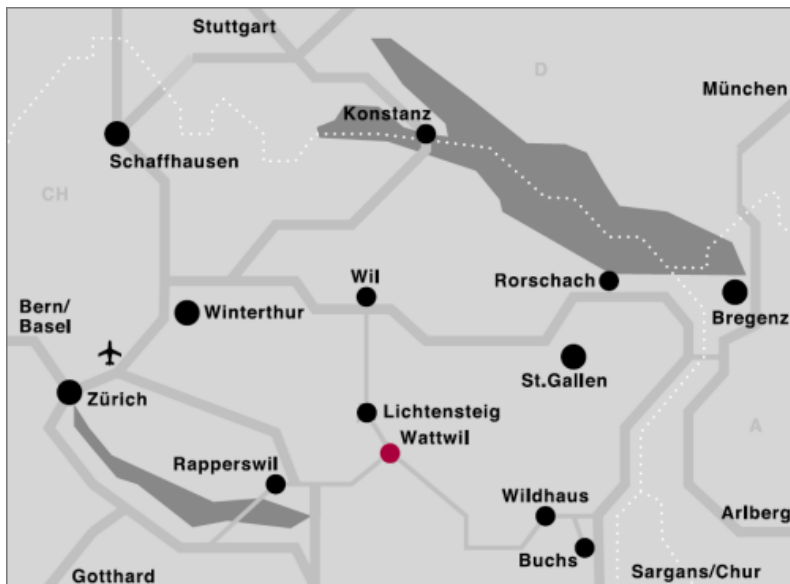 Stuttgart
D
München
Konstanz
Schaffhausen
CH
Wil
Rorschach
Bern/
Basel
Winterthur
Bregenz
St.Gallen
Zürich
Lichtensteig
A
Wattwil
Rapperswil
Wildhaus
Arlberg
Buchs
Gotthard
Sargans/Chur